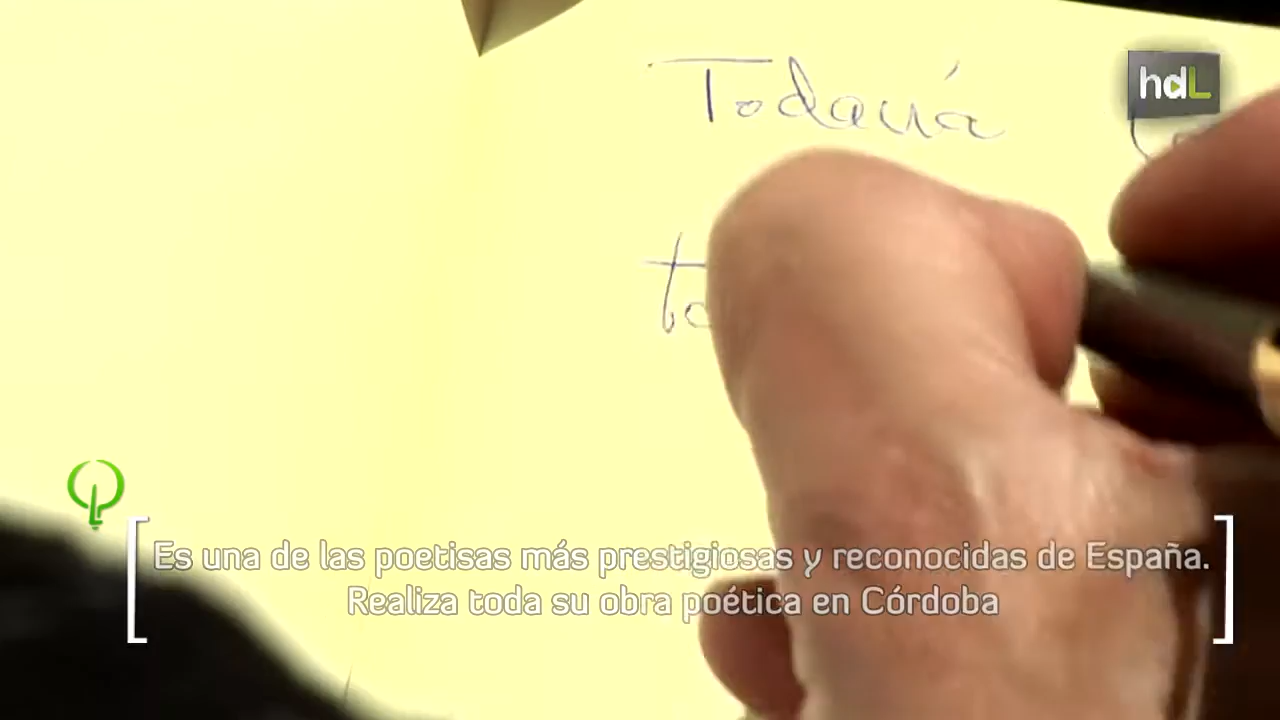 hdL
Todavía
Es una de las poetisas más prestigiosas y reconocidas de España.
Realiza toda su obra poética en Córdoba